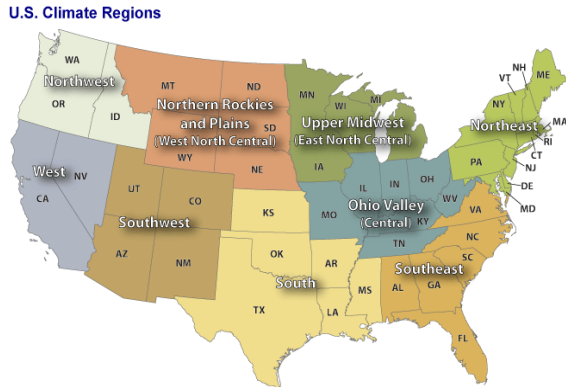 U.S. Climate Regions
WA
Northwest
OR
ID
MT
ND
Northern Rockies
and Plains
(West North Central)
SD
WY
NE
MN
WI
MI
Upper Midwest
(East North Central)
IA
NH
VT
ME
NY
Northeast
MA
RI
CT
PA
NJ
DE
MD
West
NV
CA
UT
CO
Southwest
AZ
NM
KS
OK
AR
South
TX
LA
MS
IL
IN
OH
WV
MO
Ohio Valley
(Central)
KY
TN
VA
NC
SC
Southeast
AL
GA
FL